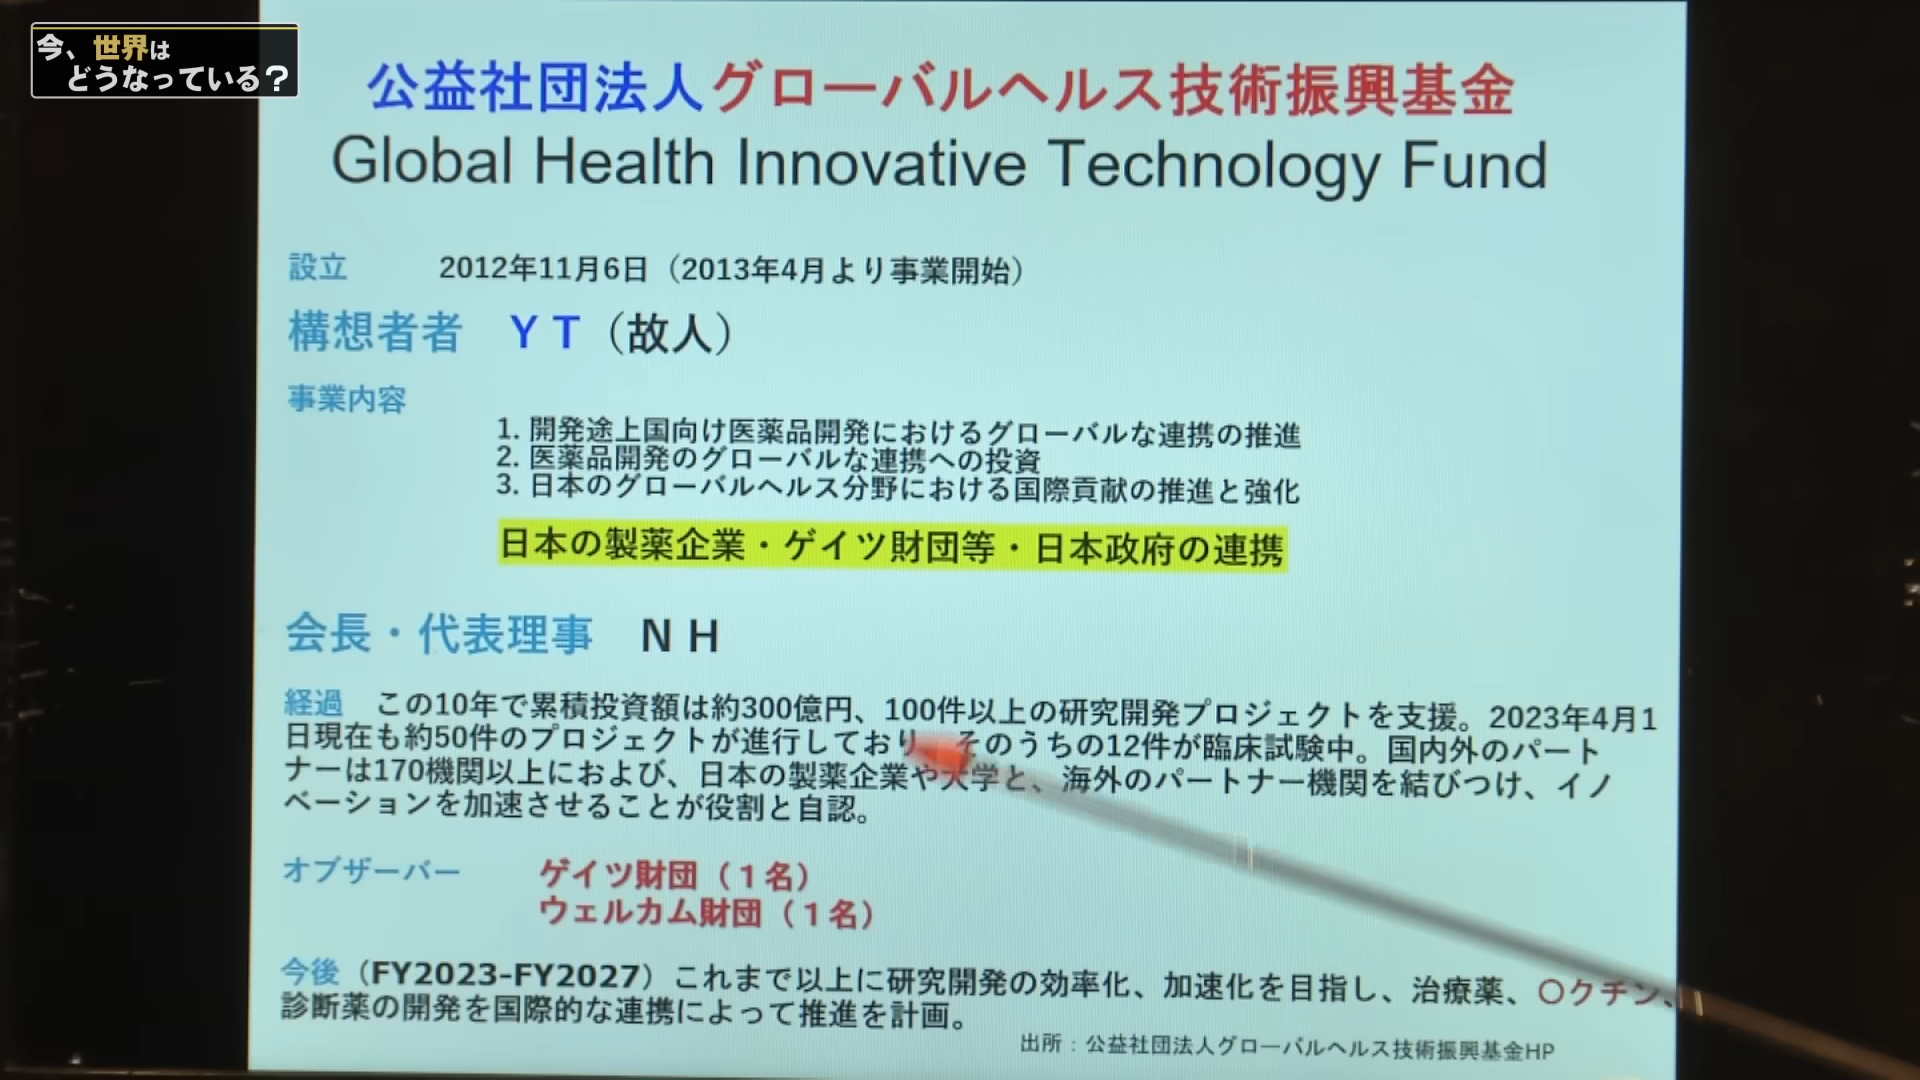 今、世界は
どうなっている?
公益社団法人グローバルヘルス技術振興基金
Global Health Innovative Technology Fund
設立 2012年11月6日（2013年4月より事業開始）
構想者者 YT（故人）
事業内容
1. 開発途上国向け医薬品開発におけるグローバルな連携の推進
2. 医薬品開発のグローバルな連携への投資
3. 日本のグローバルヘルス分野における国際貢献の推進と強化
日本の製薬企業・ゲイツ財団等・日本政府の連携
会長・代表理事 NH
経過 この10年で累積投資額は約300億円、100件以上の研究開発プロジェクトを支援。2023年4月1
日現在も約50件のプロジェクトが進行しており そのうちの12件が臨床試験中。国内外のパート
ナーは170機関以上におよび、日本の製薬企業や大学と、海外のパートナー機関を結びつけ、イノ
ベーションを加速させることが役割と自認。
オブザーバー ゲイツ財団（1名）
ウェルカム財団（1名）
今後（FY2023-FY2027）これまで以上に研究開発の効率化、加速化を目指し、治療薬、〇クチン、
診断薬の開発を国際的な連携によって推進を計画。
出所：公益社団法人グローバルヘルス技術振興基金HP